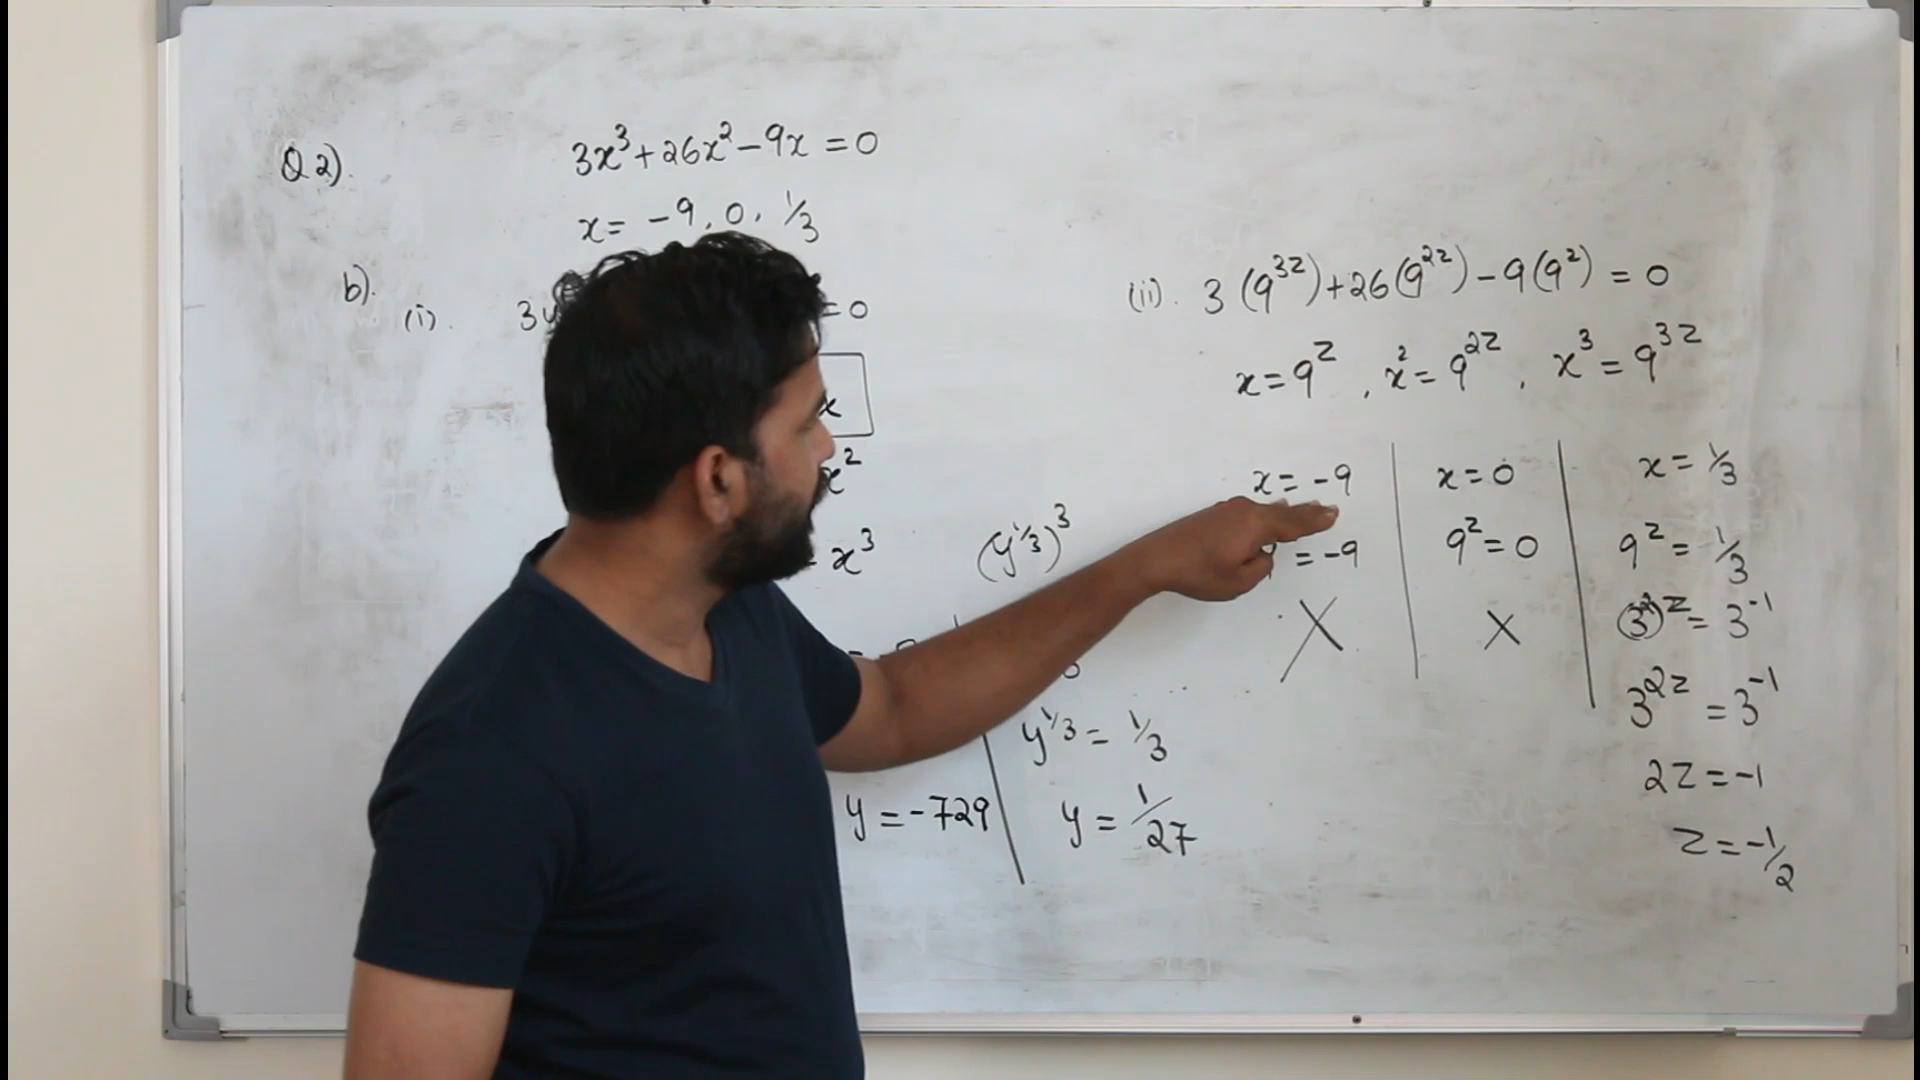 Q 2). 3x³+26x²-9x=0
x= -9, 0, 1/3
b).
(i). 3y =0
x
x²
= x³ (y^1/3)³
y^1/3 = 1/3
y=-729 y = 1/27
(ii). 3(9^3z)+26(9^2z)-9(9^z)=0
x=9^z, x²=9^2z, x³=9^3z
x=-9 x=0 x=1/3
=-9 9^z=0 9^z=1/3
X X (3²)^z=3^-1
3^2z=3^-1
2z=-1
z=-1/2